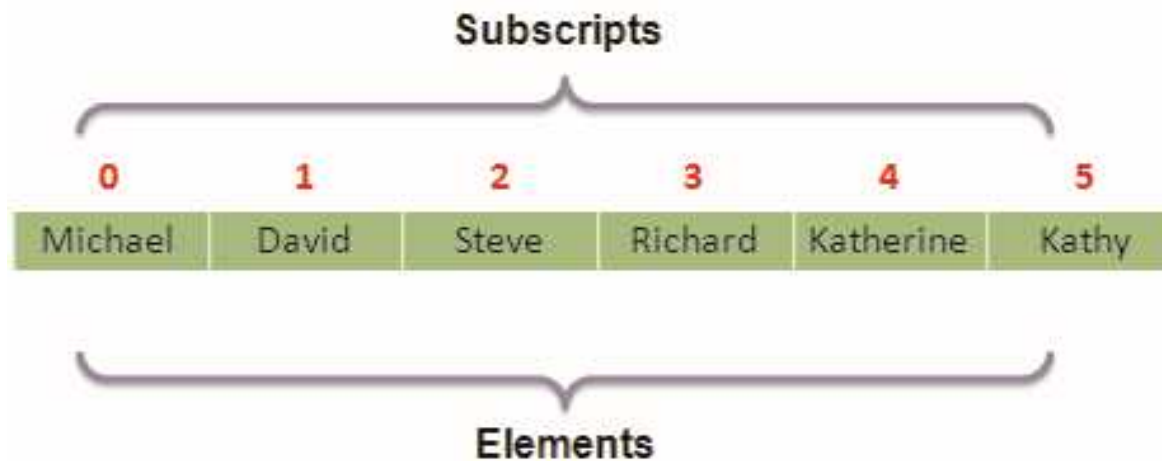 Subscripts
0 1 2 3 4 5
Michael David Steve Richard Katherine Kathy
Elements